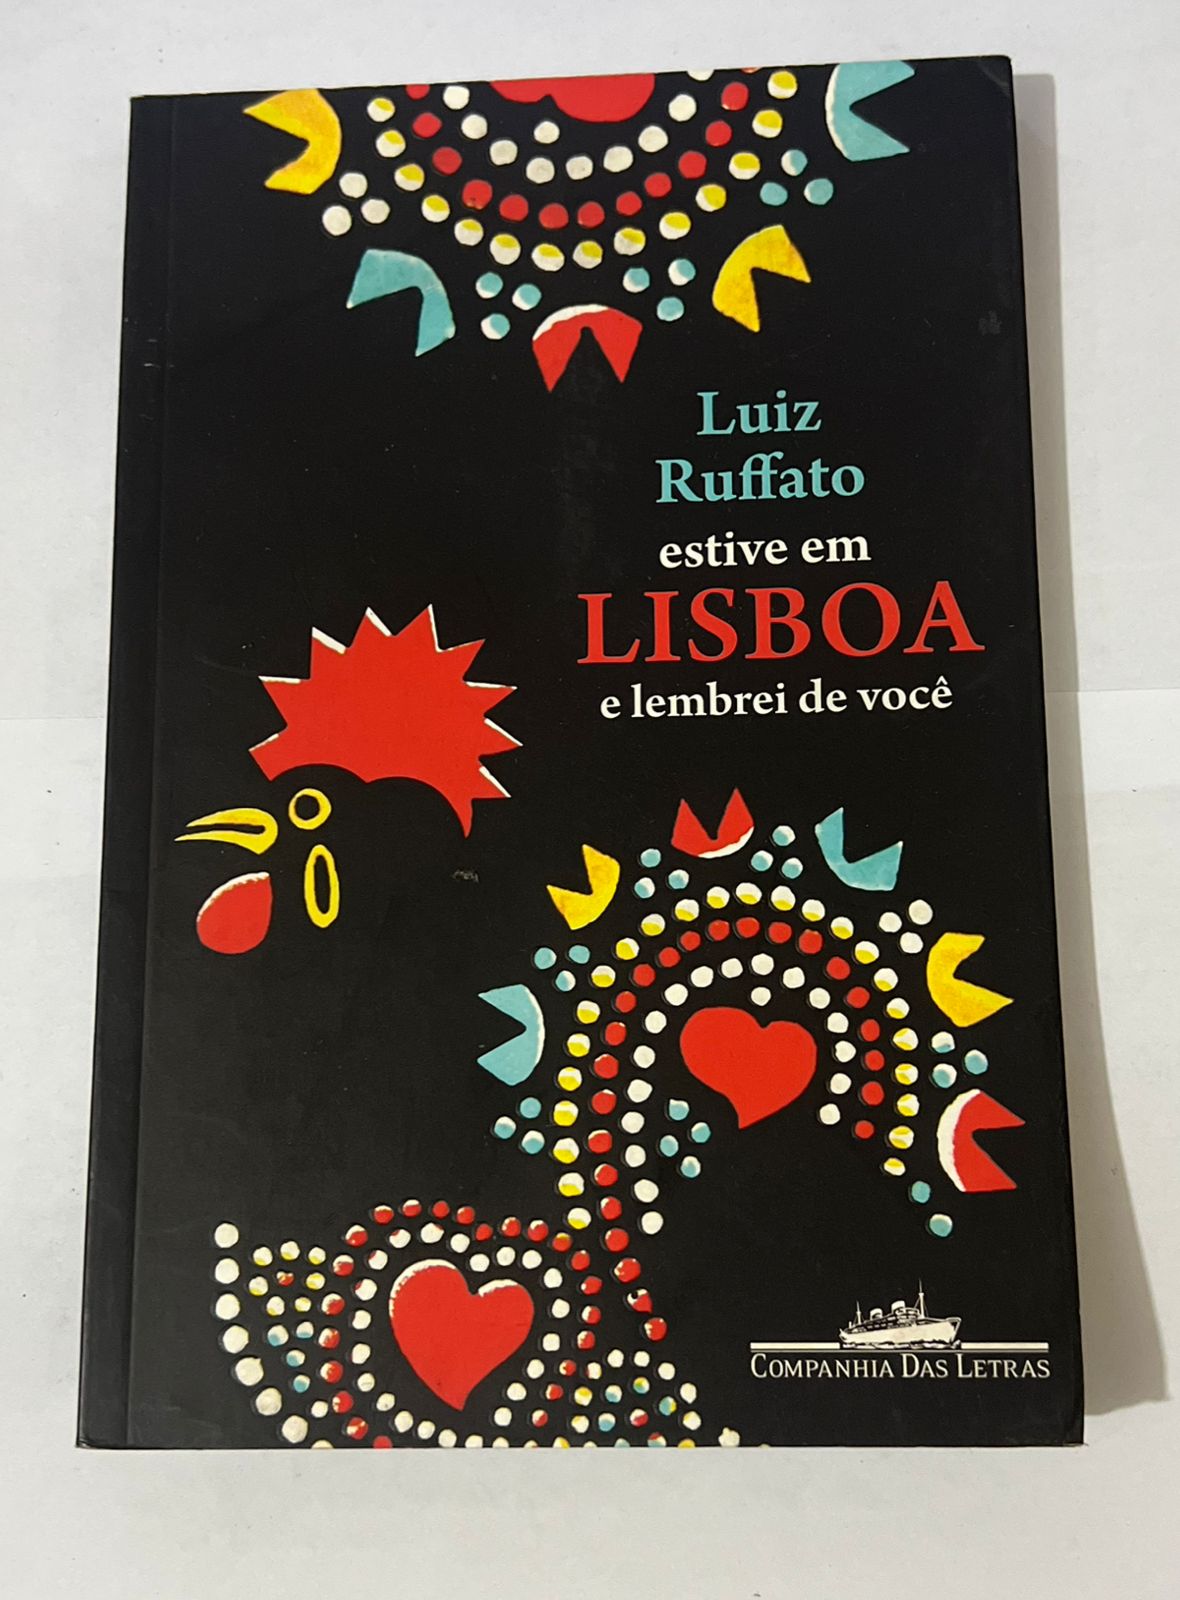 Luiz
Ruffato
estive em
LISBOA
e lembrei de você
COMPANHIA DAS LETRAS